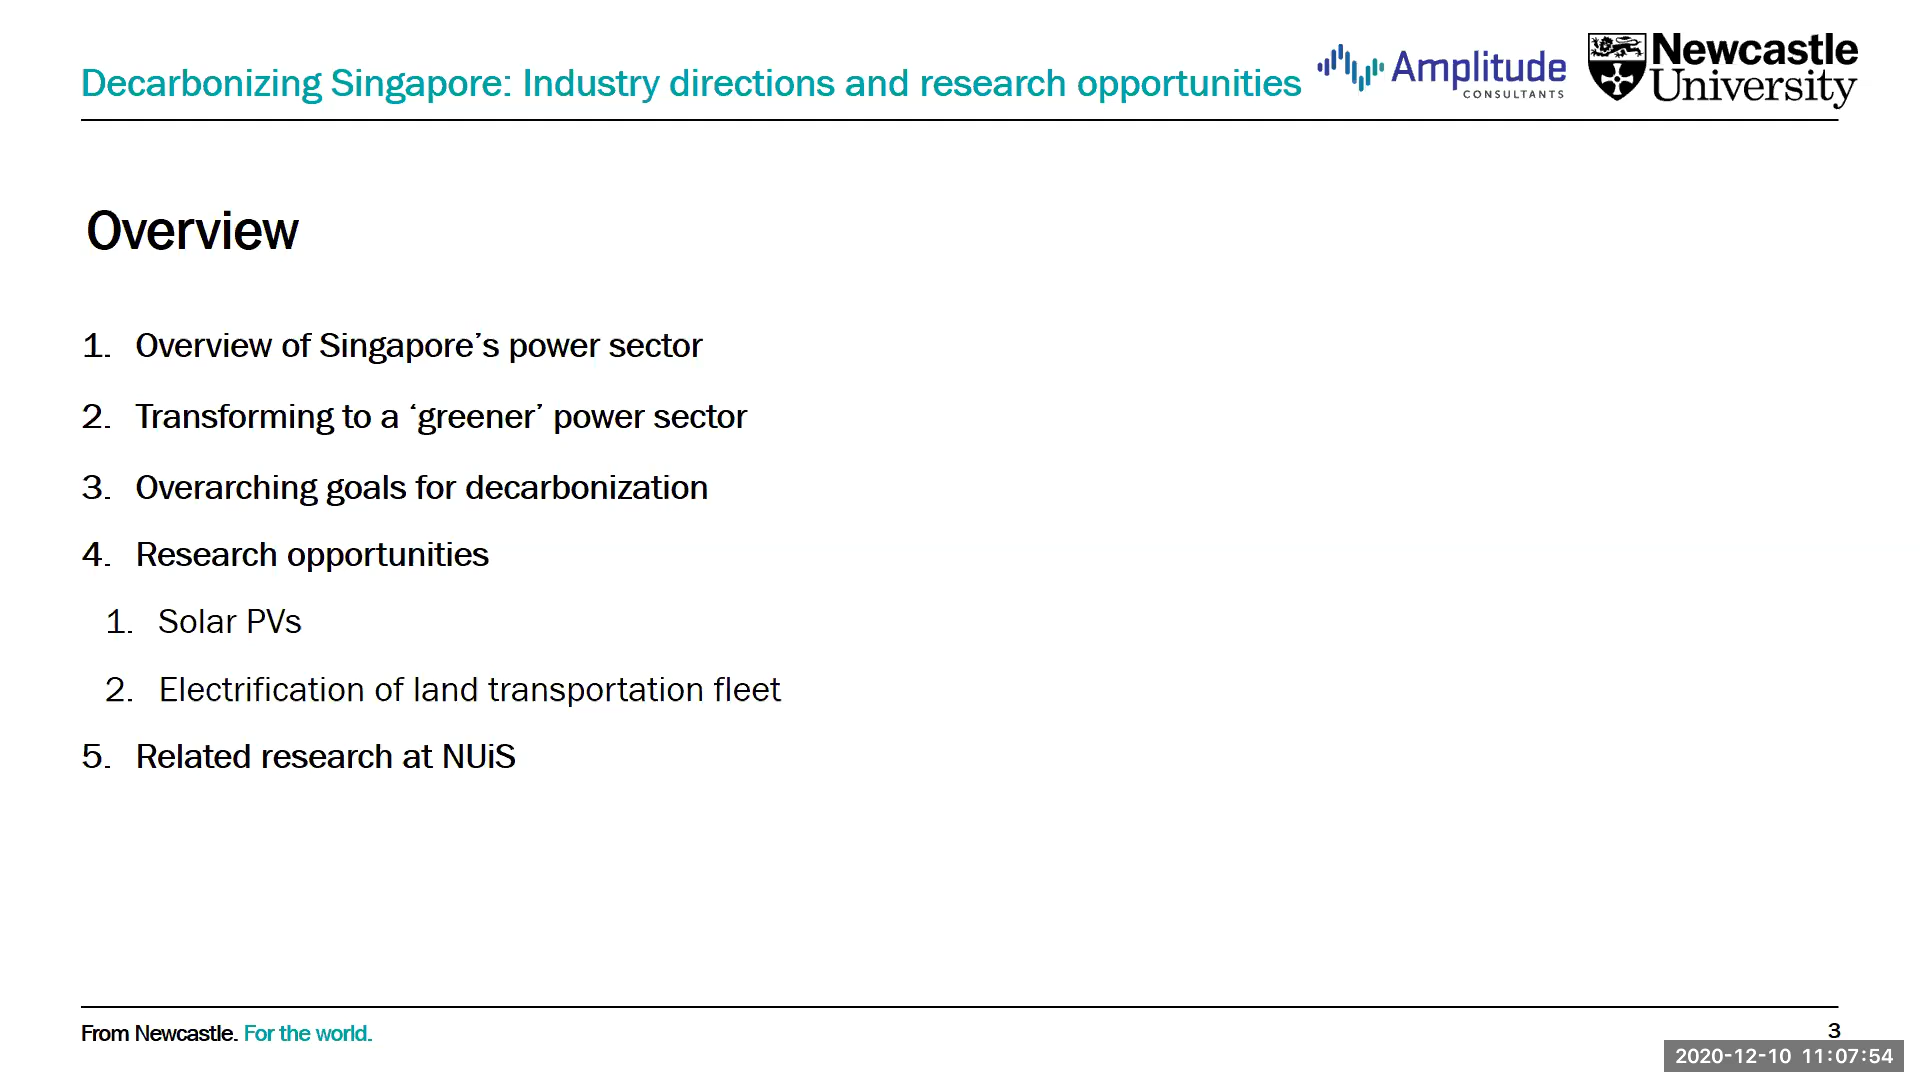 Decarbonizing Singapore: Industry directions and research opportunities
Amplitude
CONSULTANTS
Newcastle
University
Overview
1. Overview of Singapore’s power sector
2. Transforming to a ‘greener’ power sector
3. Overarching goals for decarbonization
4. Research opportunities
1. Solar PVs
2. Electrification of land transportation fleet
5. Related research at NUiS
From Newcastle. For the world.
3
2020-12-10 11:07:54